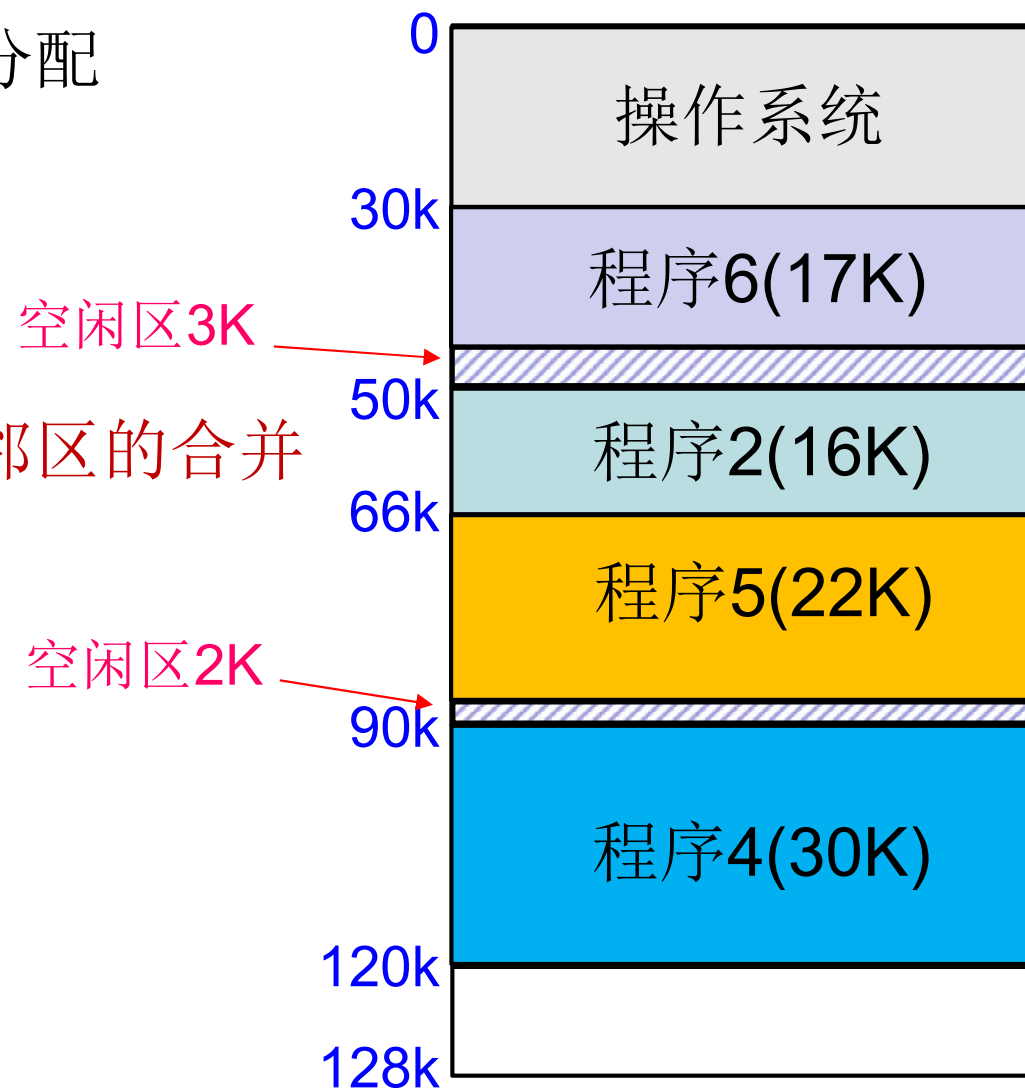 分配
0
操作系统
30k
程序6(17K)
空闲区3K
50k
程序2(16K)
邻区的合并
66k
程序5(22K)
空闲区2K
90k
程序4(30K)
120k
128k